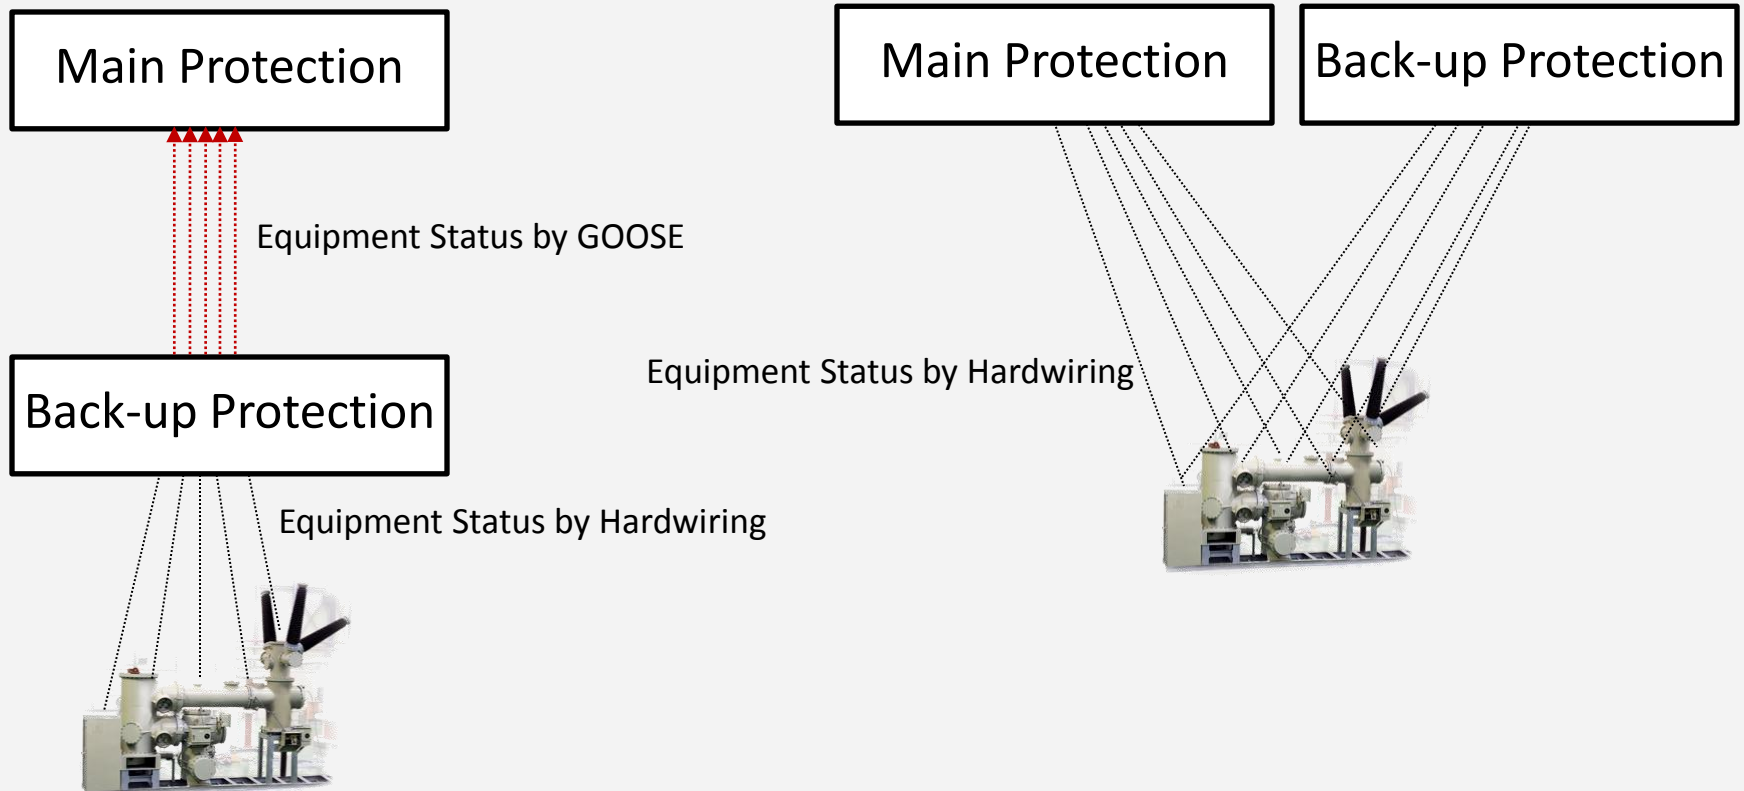 Main Protection
Equipment Status by GOOSE
Back-up Protection
Equipment Status by Hardwiring
Main Protection
Back-up Protection
Equipment Status by Hardwiring